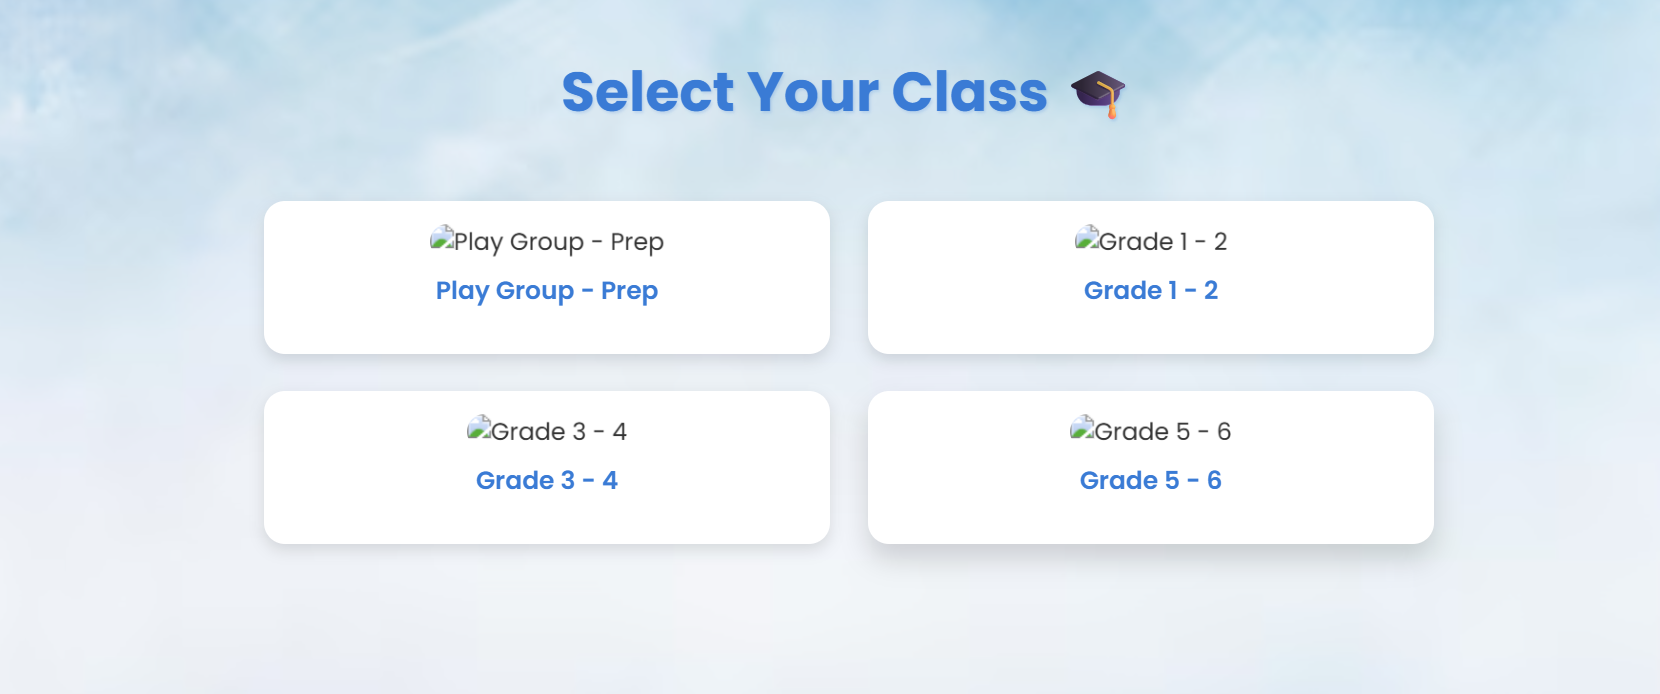 Select Your Class 🎓
Play Group - Prep
Play Group - Prep
Grade 1 - 2
Grade 1 - 2
Grade 3 - 4
Grade 3 - 4
Grade 5 - 6
Grade 5 - 6